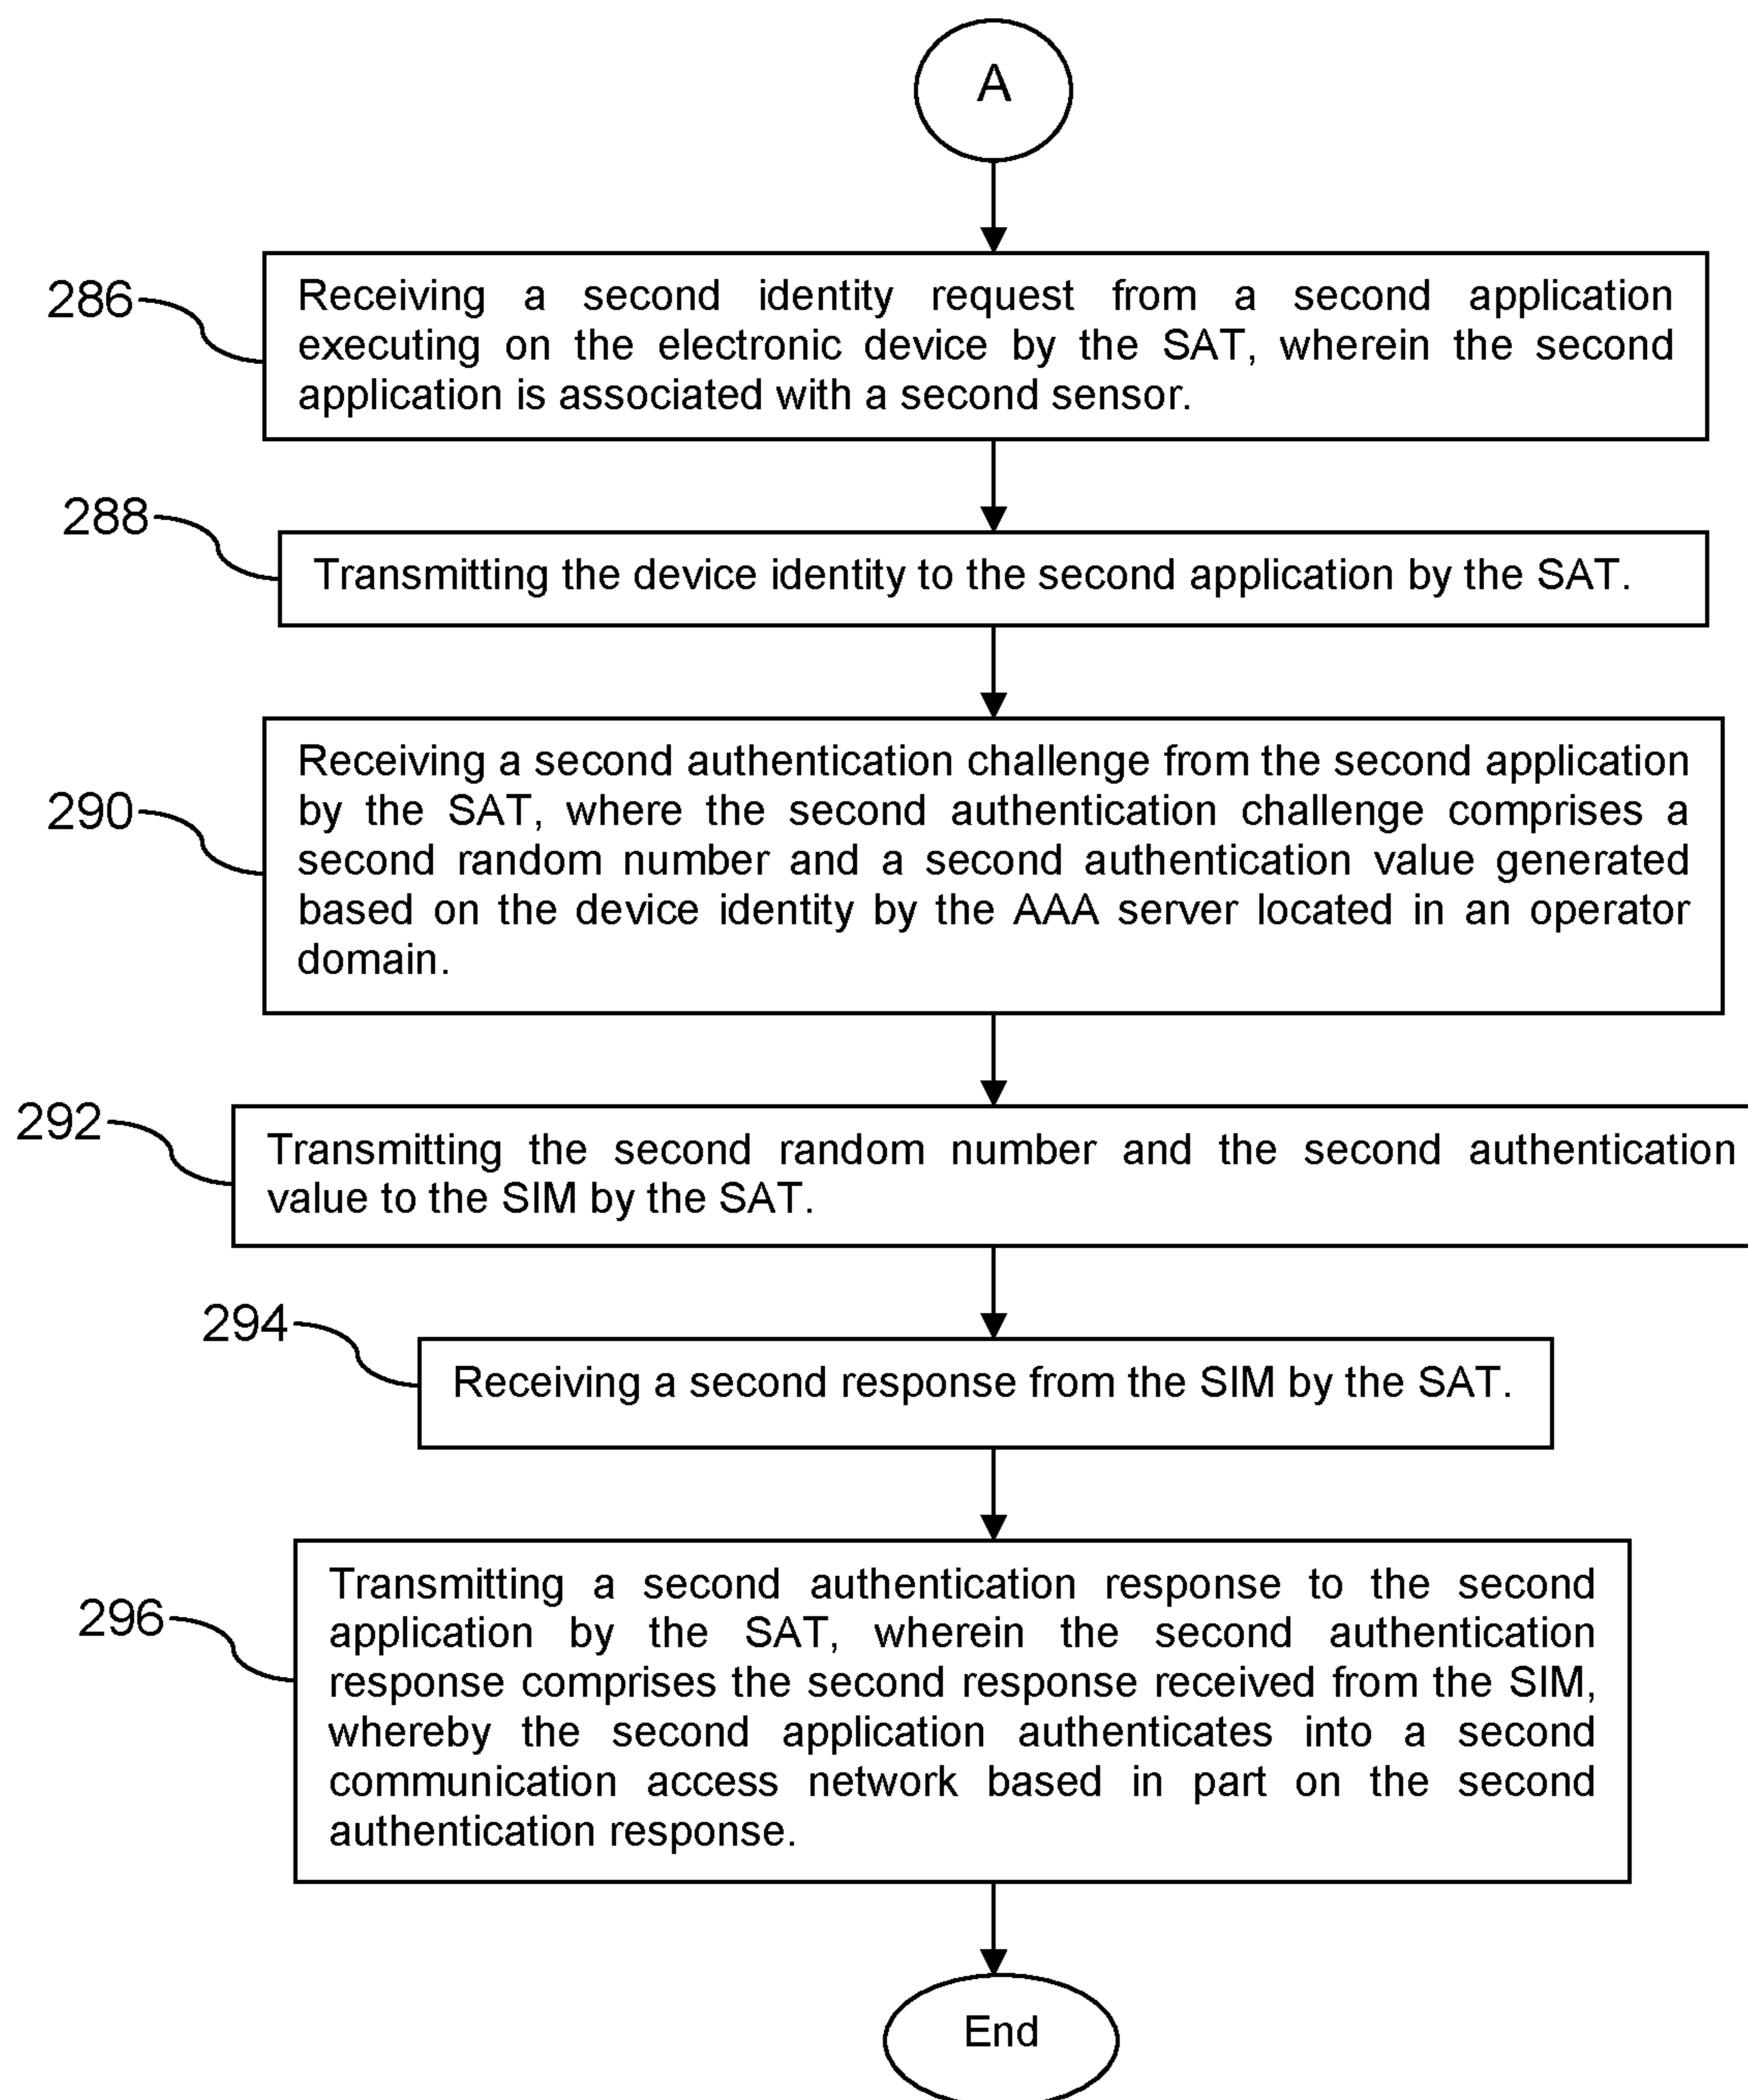 A
286
Receiving a second identity request from a second application
executing on the electronic device by the SAT, wherein the second
application is associated with a second sensor.
288
Transmitting the device identity to the second application by the SAT.
290
Receiving a second authentication challenge from the second application
by the SAT, where the second authentication challenge comprises a
second random number and a second authentication value generated
based on the device identity by the AAA server located in an operator
domain.
292
Transmitting the second random number and the second authentication
value to the SIM by the SAT.
294
Receiving a second response from the SIM by the SAT.
296
Transmitting a second authentication response to the second
application by the SAT, wherein the second authentication
response comprises the second response received from the SIM,
whereby the second application authenticates into a second
communication access network based in part on the second
authentication response.
End